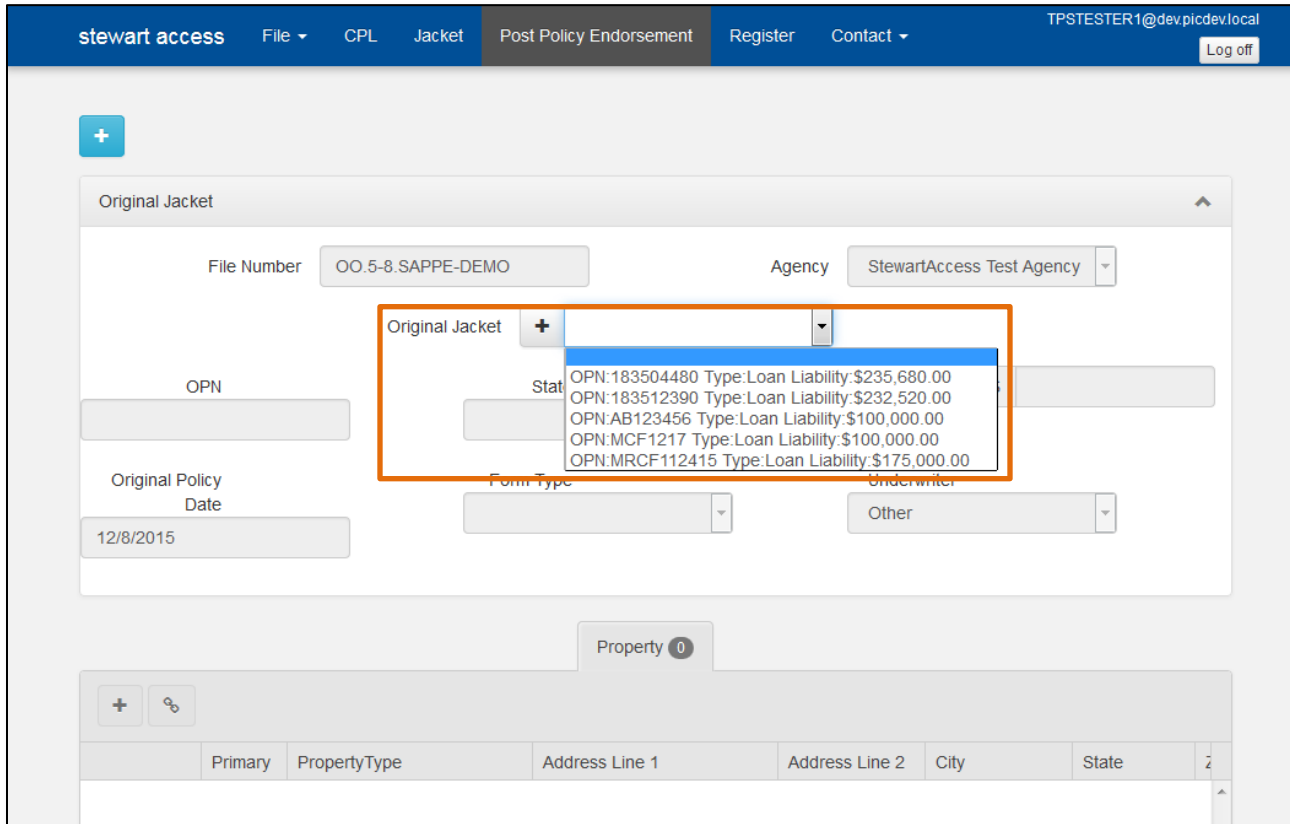 TPSTESTER1@dev.picdev.local
stewart access File CPL Jacket Post Policy Endorsement Register Contact
Log off
Original Jacket
File Number OO.5-8.SAPPE-DEMO Agency StewartAccess Test Agency
Original Jacket
OPN:183504480 Type:Loan Liability:$235,680.00
OPN:183512390 Type:Loan Liability:$232,520.00
OPN:AB123456 Type:Loan Liability:$100,000.00
OPN:MCF1217 Type:Loan Liability:$100,000.00
OPN:MRCF112415 Type:Loan Liability:$175,000.00
OPN
Original Policy Date Form Type Underwriter
12/8/2015 Other
Property 0
Primary PropertyType Address Line 1 Address Line 2 City State